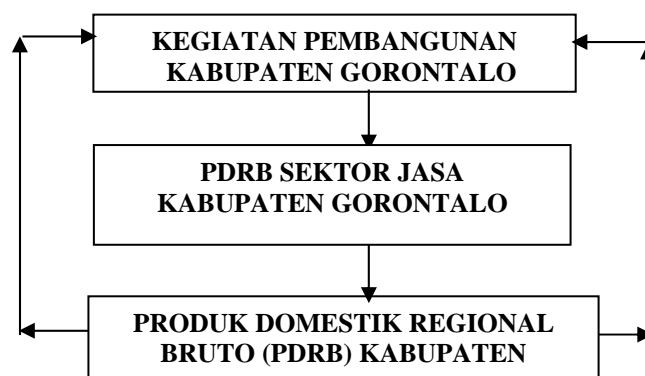 KEGIATAN PEMBANGUNAN
KABUPATEN GORONTALO
PDRB SEKTOR JASA
KABUPATEN GORONTALO
PRODUK DOMESTIK REGIONAL
BRUTO (PDRB) KABUPATEN